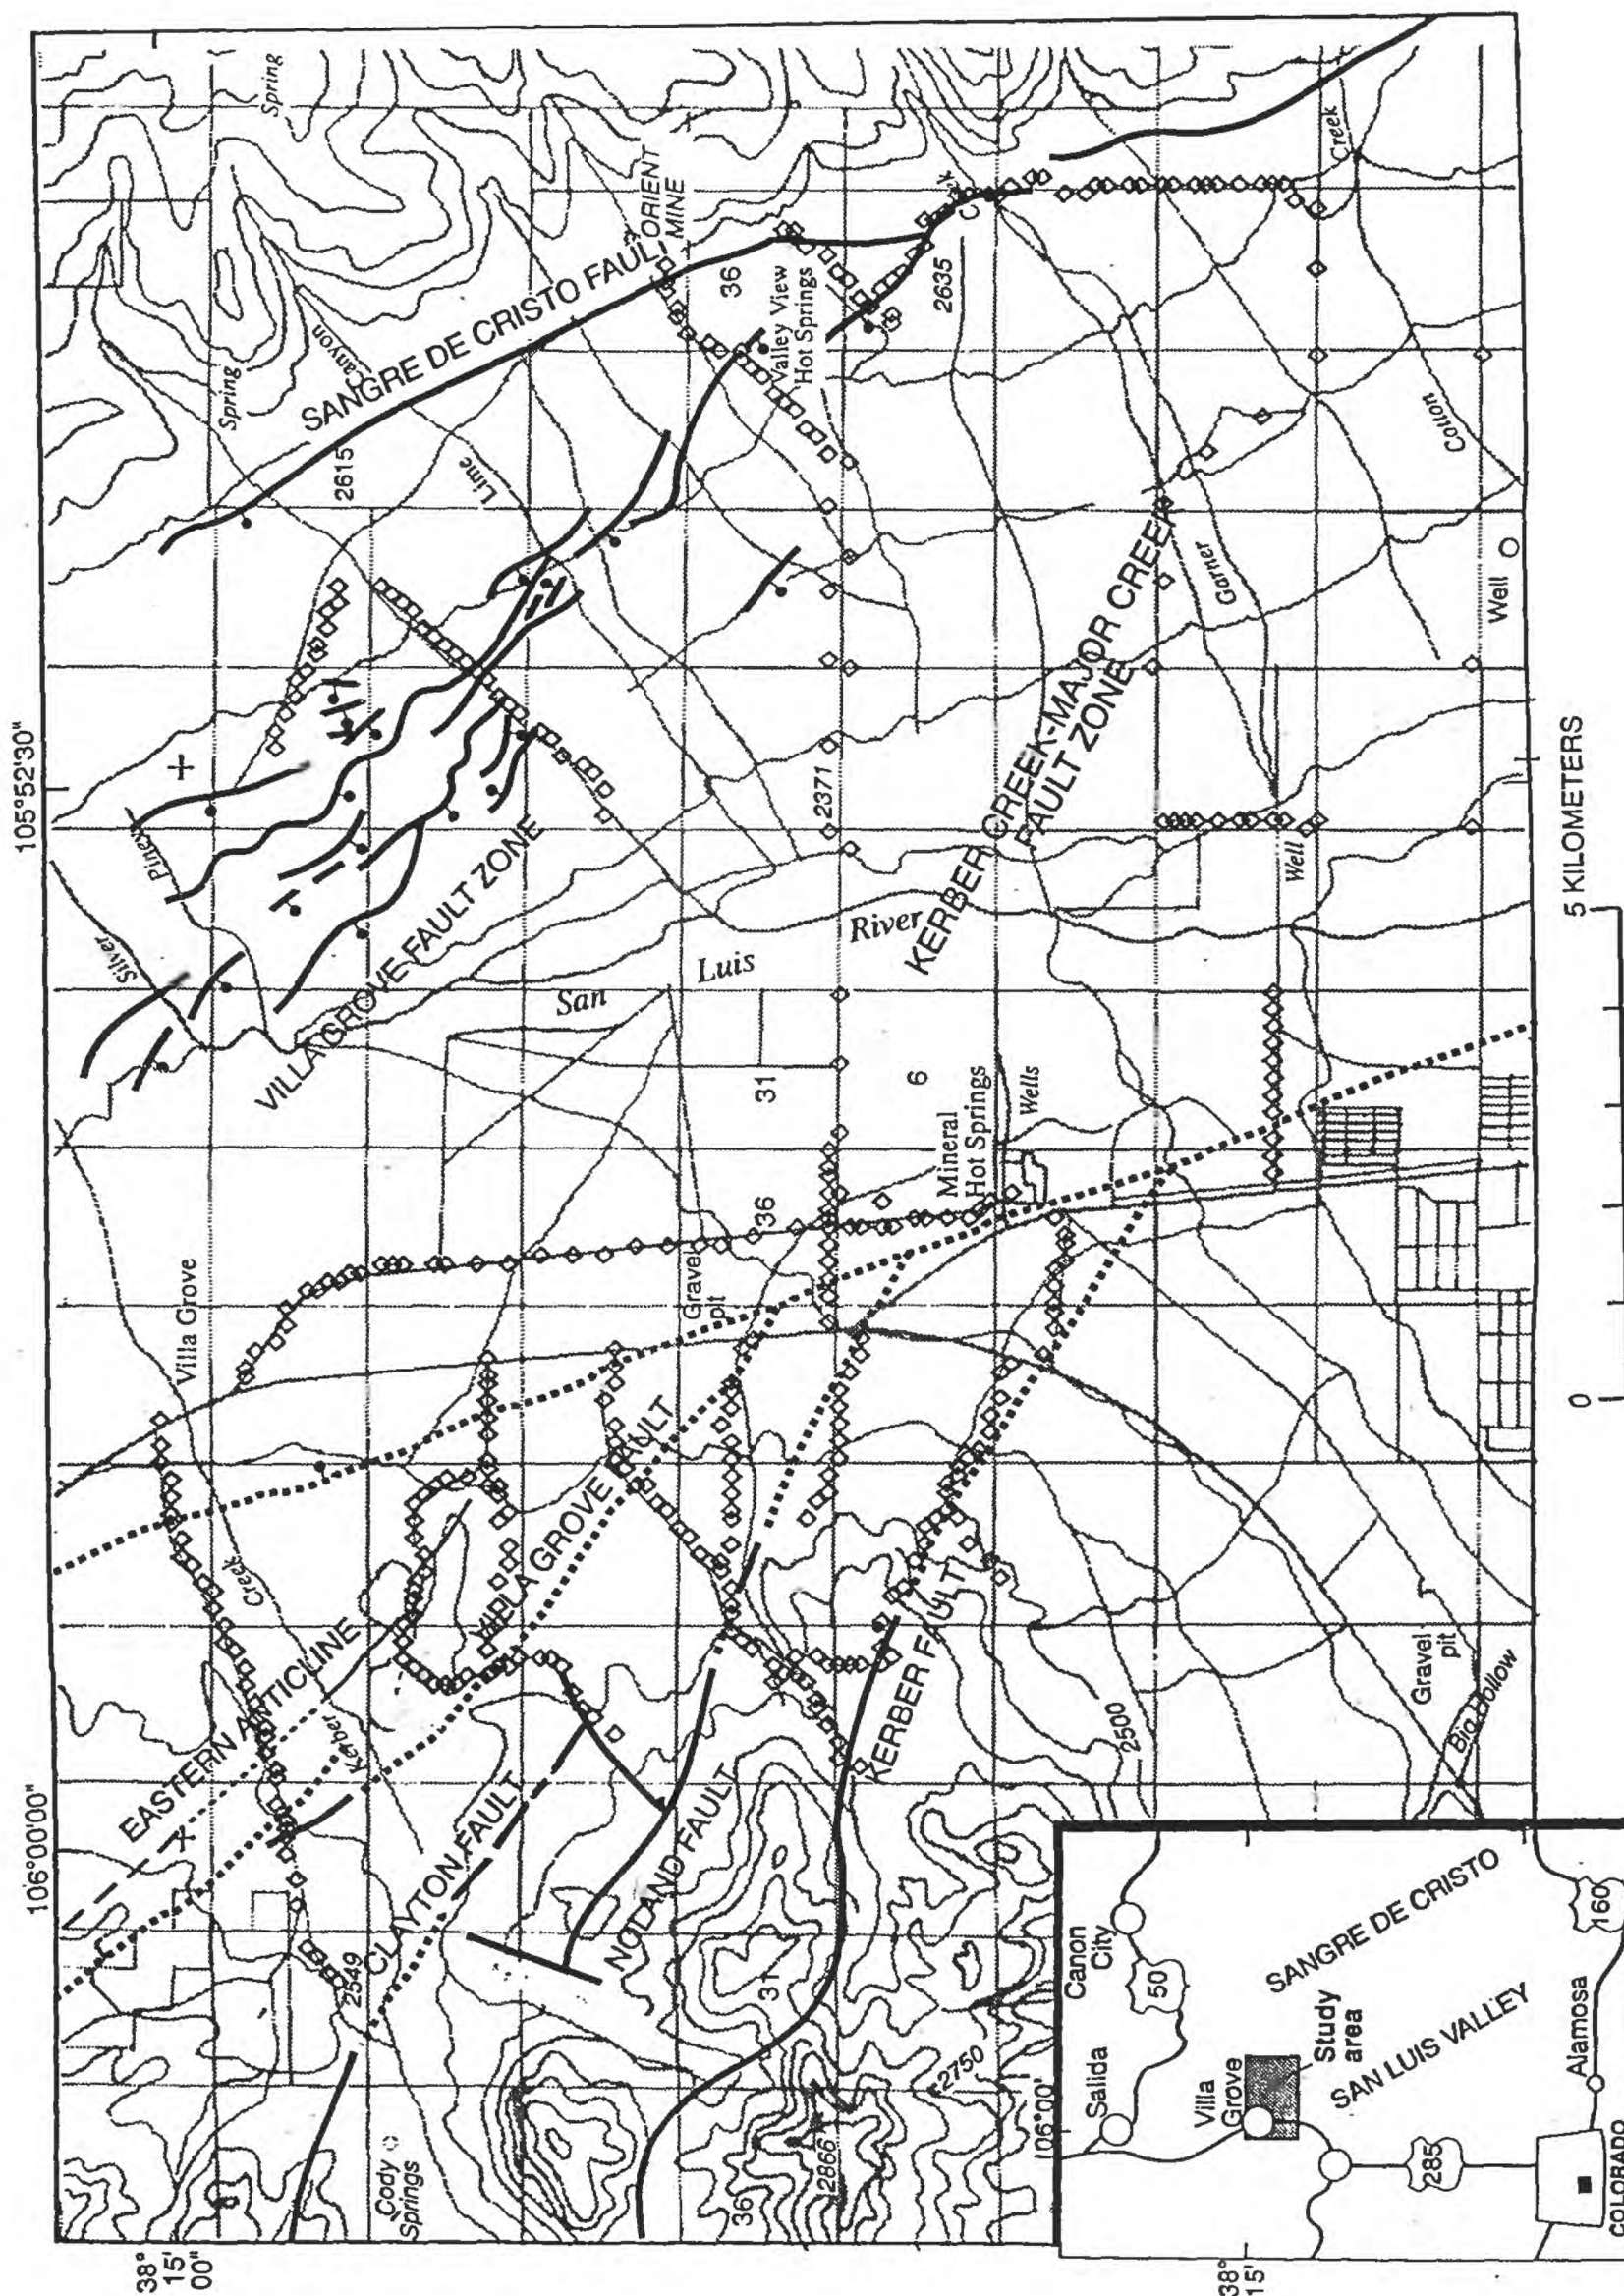 105°52'30"
106°00'00"
38°
15'
00"
Spring
Spring
Canyon
SANGRE DE CRISTO FAULT
ORIENT
MINE
36
Valley View
Hot Springs
2635
Creek
2615
Lime
Garner
Cotton
Well
Piney
Silver
VILLA GROVE FAULT ZONE
San
Luis
River
2371
KERBER CREEK-MAJOR CREEK
FAULT ZONE
Well
31
6
Mineral
Hot Springs
Wells
36
Villa Grove
Gravel
pit
Creek
Kerber
EASTERN ANTICLINE
VILLA GROVE FAULT
CLAYTON FAULT
NOLAND FAULT
KERBER FAULT
2549
Cody
Springs
31
36
2866
2750
2500
Gravel
pit
Big Hollow
0
5 KILOMETERS
106°00'
38°
15'
Salida
Canon
City
50
Villa
Grove
Study
area
SANGRE DE CRISTO
SAN LUIS VALLEY
285
Alamosa
160
COLORADO